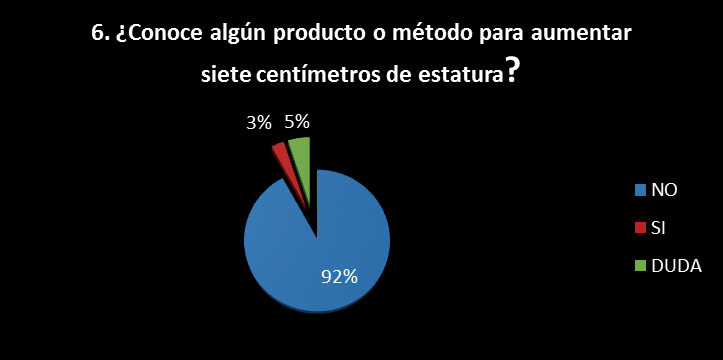 6. ¿Conoce algún producto o método para aumentar
siete centímetros de estatura?
3% 5%
92%
NO
SI
DUDA